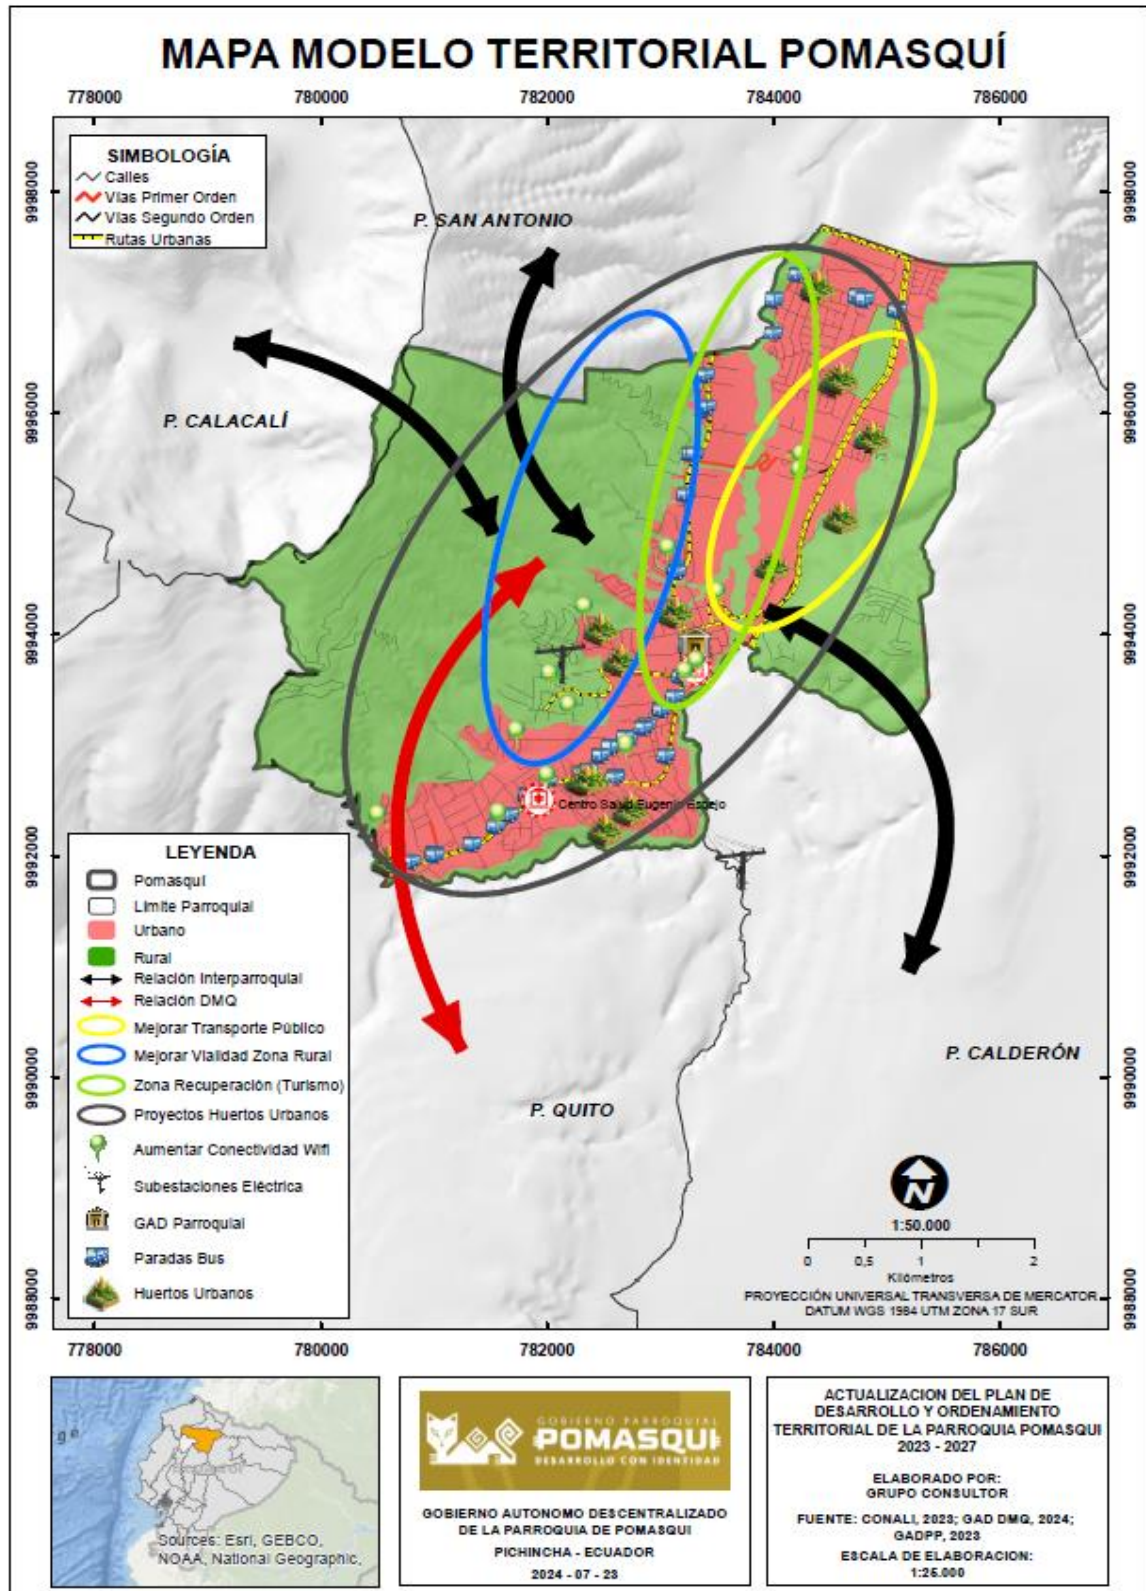 MAPA MODELO TERRITORIAL POMASQUÍ
778000 780000 782000 784000 786000
9998000
9998000
SIMBOLOGÍA
Calles
Vías Primer Orden
Vías Segundo Orden
Rutas Urbanas
P. SAN ANTONIO
9996000
9996000
P. CALACALÍ
9994000
9994000
Centro Salud Eugenio Espejo
9992000
9992000
LEYENDA
Pomasquí
Límite Parroquial
Urbano
Rural
Relación Interparroquial
Relación DMQ
Mejorar Transporte Público
Mejorar Vialidad Zona Rural
Zona Recuperación (Turismo)
Proyectos Huertos Urbanos
Aumentar Conectividad Wifi
Subestaciones Eléctrica
GAD Parroquial
Paradas Bus
Huertos Urbanos
P. CALDERÓN
9990000
9990000
P. QUITO
N
1:50.000
0 0,5 1 2
Kilómetros
PROYECCIÓN UNIVERSAL TRANSVERSA DE MERCATOR
DATUM WGS 1984 UTM ZONA 17 SUR
9988000
9988000
778000 780000 782000 784000 786000
Sources: Esri, GEBCO,
NOAA, National Geographic,
GOBIERNO PARROQUIAL
POMASQUI
DESARROLLO CON IDENTIDAD
GOBIERNO AUTONOMO DESCENTRALIZADO
DE LA PARROQUIA DE POMASQUI
PICHINCHA - ECUADOR
2024 - 07 - 23
ACTUALIZACION DEL PLAN DE
DESARROLLO Y ORDENAMIENTO
TERRITORIAL DE LA PARROQUIA POMASQUI
2023 - 2027
ELABORADO POR:
GRUPO CONSULTOR
FUENTE: CONALI, 2023; GAD DMQ, 2024;
GADPP, 2023
ESCALA DE ELABORACION:
1:25.000